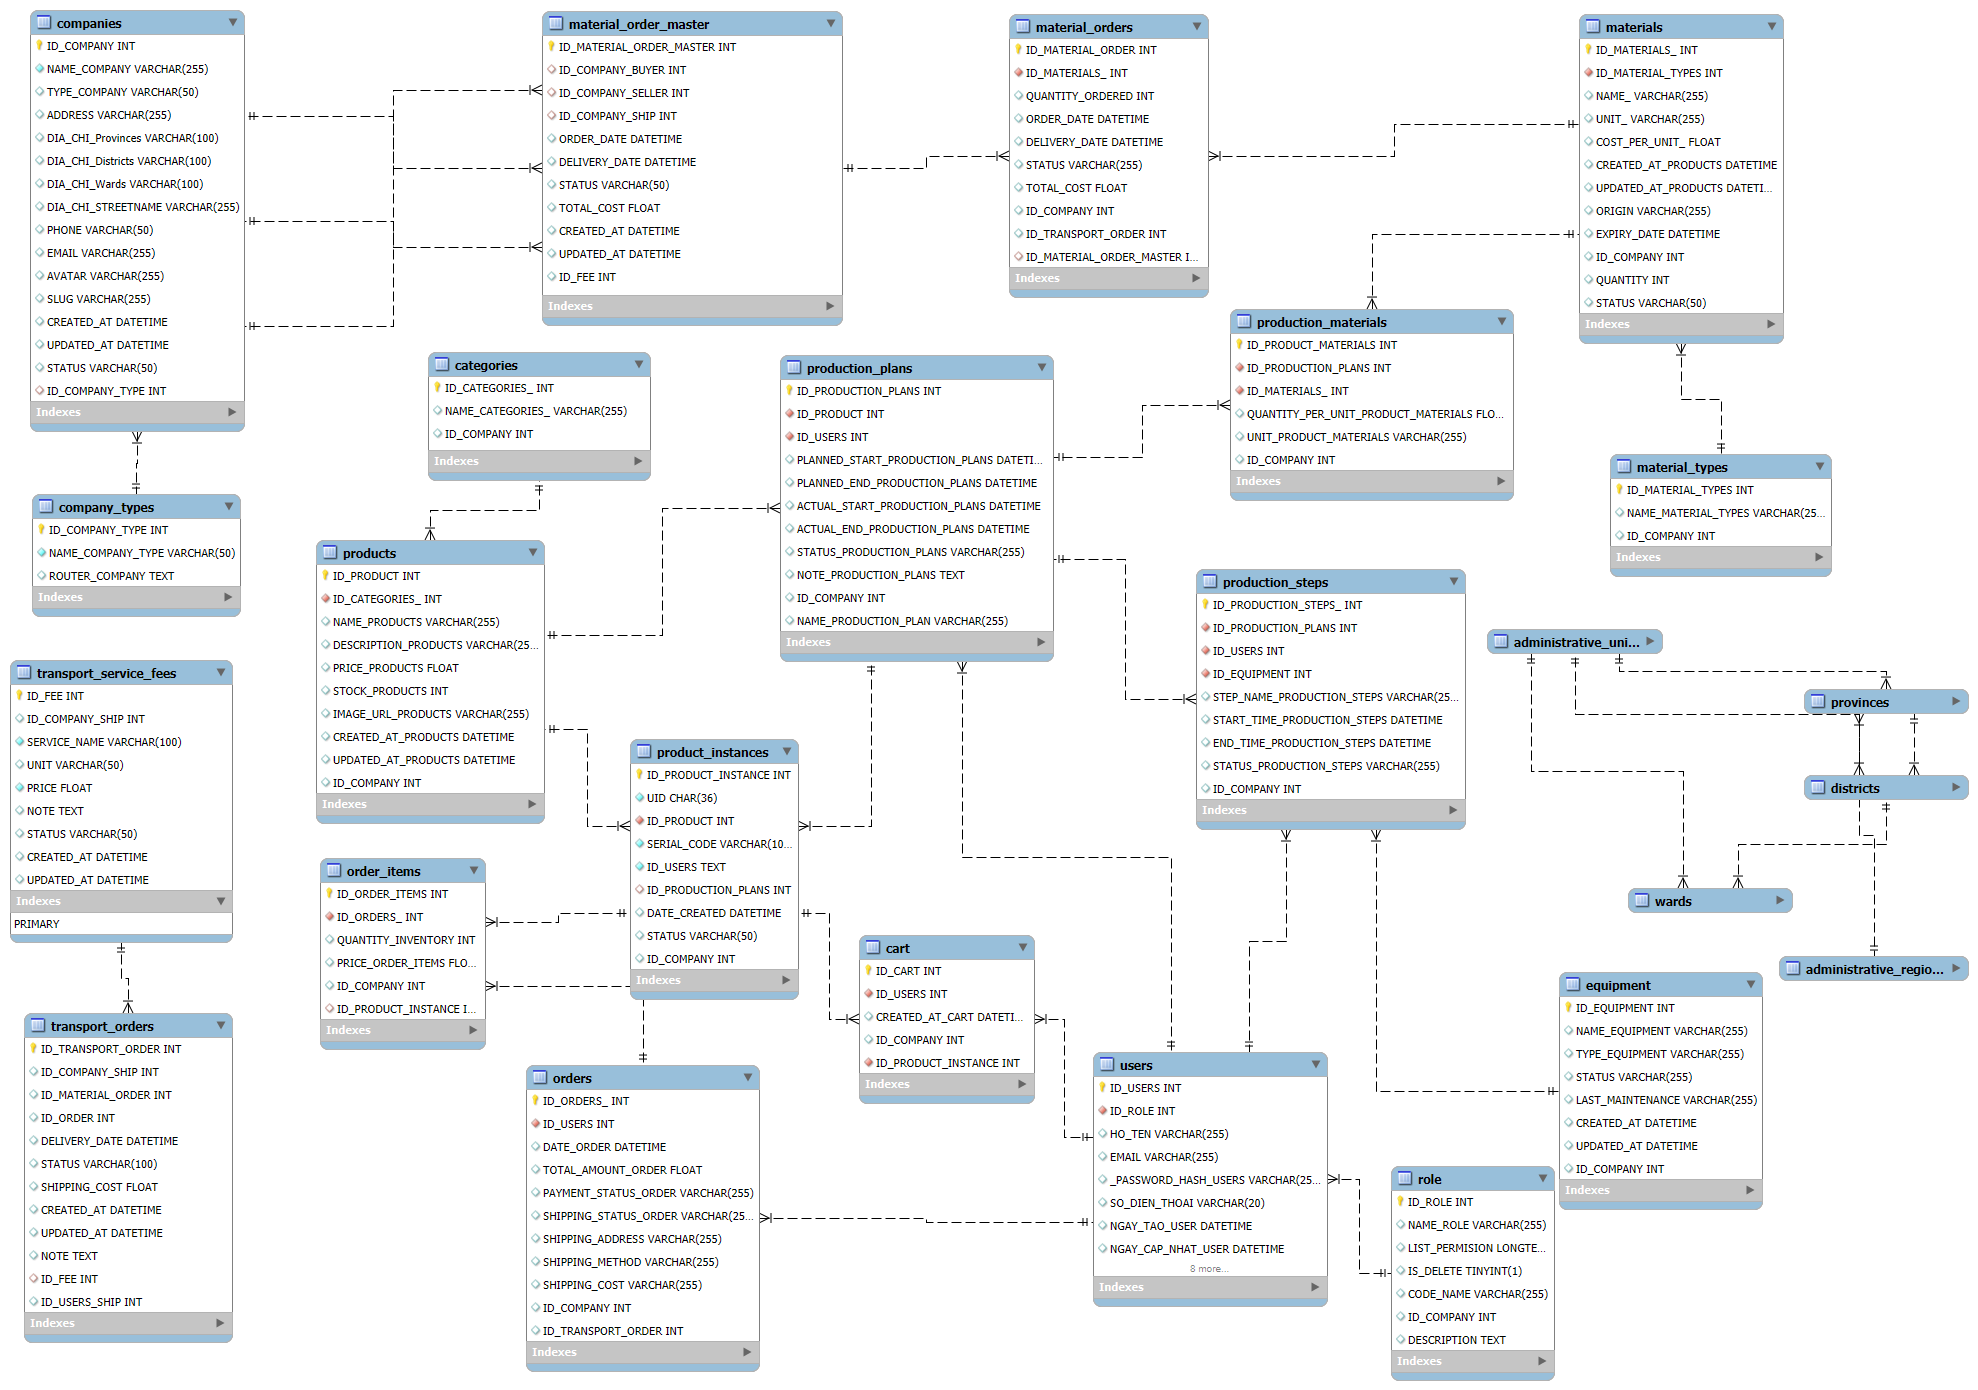 companies
ID_COMPANY INT
NAME_COMPANY VARCHAR(255)
TYPE_COMPANY VARCHAR(50)
ADDRESS VARCHAR(255)
DIA_CHI_Provinces VARCHAR(100)
DIA_CHI_Districts VARCHAR(100)
DIA_CHI_Wards VARCHAR(100)
DIA_CHI_STREETNAME VARCHAR(255)
PHONE VARCHAR(50)
EMAIL VARCHAR(255)
AVATAR VARCHAR(255)
SLUG VARCHAR(255)
CREATED_AT DATETIME
UPDATED_AT DATETIME
STATUS VARCHAR(50)
ID_COMPANY_TYPE INT
Indexes
material_order_master
ID_MATERIAL_ORDER_MASTER INT
ID_COMPANY_BUYER INT
ID_COMPANY_SELLER INT
ID_COMPANY_SHIP INT
ORDER_DATE DATETIME
DELIVERY_DATE DATETIME
STATUS VARCHAR(50)
TOTAL_COST FLOAT
CREATED_AT DATETIME
UPDATED_AT DATETIME
ID_FEE INT
Indexes
material_orders
ID_MATERIAL_ORDER INT
ID_MATERIALS_ INT
QUANTITY_ORDERED INT
ORDER_DATE DATETIME
DELIVERY_DATE DATETIME
STATUS VARCHAR(255)
TOTAL_COST FLOAT
ID_COMPANY INT
ID_TRANSPORT_ORDER INT
ID_MATERIAL_ORDER_MASTER I...
Indexes
materials
ID_MATERIALS_ INT
ID_MATERIAL_TYPES INT
NAME_ VARCHAR(255)
UNIT_ VARCHAR(255)
COST_PER_UNIT_ FLOAT
CREATED_AT_PRODUCTS DATETIME
UPDATED_AT_PRODUCTS DATETI...
ORIGIN VARCHAR(255)
EXPIRY_DATE DATETIME
ID_COMPANY INT
QUANTITY INT
STATUS VARCHAR(50)
Indexes
categories
ID_CATEGORIES_ INT
NAME_CATEGORIES_ VARCHAR(255)
ID_COMPANY INT
Indexes
production_plans
ID_PRODUCTION_PLANS INT
ID_PRODUCT INT
ID_USERS INT
PLANNED_START_PRODUCTION_PLANS DATETI...
PLANNED_END_PRODUCTION_PLANS DATETIME
ACTUAL_START_PRODUCTION_PLANS DATETIME
ACTUAL_END_PRODUCTION_PLANS DATETIME
STATUS_PRODUCTION_PLANS VARCHAR(255)
NOTE_PRODUCTION_PLANS TEXT
ID_COMPANY INT
NAME_PRODUCTION_PLAN VARCHAR(255)
Indexes
production_materials
ID_PRODUCT_MATERIALS INT
ID_PRODUCTION_PLANS INT
ID_MATERIALS_ INT
QUANTITY_PER_UNIT_PRODUCT_MATERIALS FLO...
UNIT_PRODUCT_MATERIALS VARCHAR(255)
ID_COMPANY INT
Indexes
material_types
ID_MATERIAL_TYPES INT
NAME_MATERIAL_TYPES VARCHAR(25...
ID_COMPANY INT
Indexes
company_types
ID_COMPANY_TYPE INT
NAME_COMPANY_TYPE VARCHAR(50)
ROUTER_COMPANY TEXT
Indexes
products
ID_PRODUCT INT
ID_CATEGORIES_ INT
NAME_PRODUCTS VARCHAR(255)
DESCRIPTION_PRODUCTS VARCHAR(25...
PRICE_PRODUCTS FLOAT
STOCK_PRODUCTS INT
IMAGE_URL_PRODUCTS VARCHAR(255)
CREATED_AT_PRODUCTS DATETIME
UPDATED_AT_PRODUCTS DATETIME
ID_COMPANY INT
Indexes
production_steps
ID_PRODUCTION_STEPS_ INT
ID_PRODUCTION_PLANS INT
ID_USERS INT
ID_EQUIPMENT INT
STEP_NAME_PRODUCTION_STEPS VARCHAR(25...
START_TIME_PRODUCTION_STEPS DATETIME
END_TIME_PRODUCTION_STEPS DATETIME
STATUS_PRODUCTION_STEPS VARCHAR(255)
ID_COMPANY INT
Indexes
administrative_uni...
provinces
districts
wards
administrative_regio...
transport_service_fees
ID_FEE INT
ID_COMPANY_SHIP INT
SERVICE_NAME VARCHAR(100)
UNIT VARCHAR(50)
PRICE FLOAT
NOTE TEXT
STATUS VARCHAR(50)
CREATED_AT DATETIME
UPDATED_AT DATETIME
Indexes
PRIMARY
product_instances
ID_PRODUCT_INSTANCE INT
UID CHAR(36)
ID_PRODUCT INT
SERIAL_CODE VARCHAR(10...
ID_USERS TEXT
ID_PRODUCTION_PLANS INT
DATE_CREATED DATETIME
STATUS VARCHAR(50)
ID_COMPANY INT
Indexes
order_items
ID_ORDER_ITEMS INT
ID_ORDERS_ INT
QUANTITY_INVENTORY INT
PRICE_ORDER_ITEMS FLO...
ID_COMPANY INT
ID_PRODUCT_INSTANCE I...
Indexes
cart
ID_CART INT
ID_USERS INT
CREATED_AT_CART DATETI...
ID_COMPANY INT
ID_PRODUCT_INSTANCE INT
Indexes
equipment
ID_EQUIPMENT INT
NAME_EQUIPMENT VARCHAR(255)
TYPE_EQUIPMENT VARCHAR(255)
STATUS VARCHAR(255)
LAST_MAINTENANCE VARCHAR(255)
CREATED_AT DATETIME
UPDATED_AT DATETIME
ID_COMPANY INT
Indexes
transport_orders
ID_TRANSPORT_ORDER INT
ID_COMPANY_SHIP INT
ID_MATERIAL_ORDER INT
ID_ORDER INT
DELIVERY_DATE DATETIME
STATUS VARCHAR(100)
SHIPPING_COST FLOAT
CREATED_AT DATETIME
UPDATED_AT DATETIME
NOTE TEXT
ID_FEE INT
ID_USERS_SHIP INT
Indexes
orders
ID_ORDERS_ INT
ID_USERS INT
DATE_ORDER DATETIME
TOTAL_AMOUNT_ORDER FLOAT
PAYMENT_STATUS_ORDER VARCHAR(255)
SHIPPING_STATUS_ORDER VARCHAR(25...
SHIPPING_ADDRESS VARCHAR(255)
SHIPPING_METHOD VARCHAR(255)
SHIPPING_COST VARCHAR(255)
ID_COMPANY INT
ID_TRANSPORT_ORDER INT
Indexes
users
ID_USERS INT
ID_ROLE INT
HO_TEN VARCHAR(255)
EMAIL VARCHAR(255)
_PASSWORD_HASH_USERS VARCHAR(25...
SO_DIEN_THOAI VARCHAR(20)
NGAY_TAO_USER DATETIME
NGAY_CAP_NHAT_USER DATETIME
8 more...
Indexes
role
ID_ROLE INT
NAME_ROLE VARCHAR(255)
LIST_PERMISION LONGTE...
IS_DELETE TINYINT(1)
CODE_NAME VARCHAR(255)
ID_COMPANY INT
DESCRIPTION TEXT
Indexes